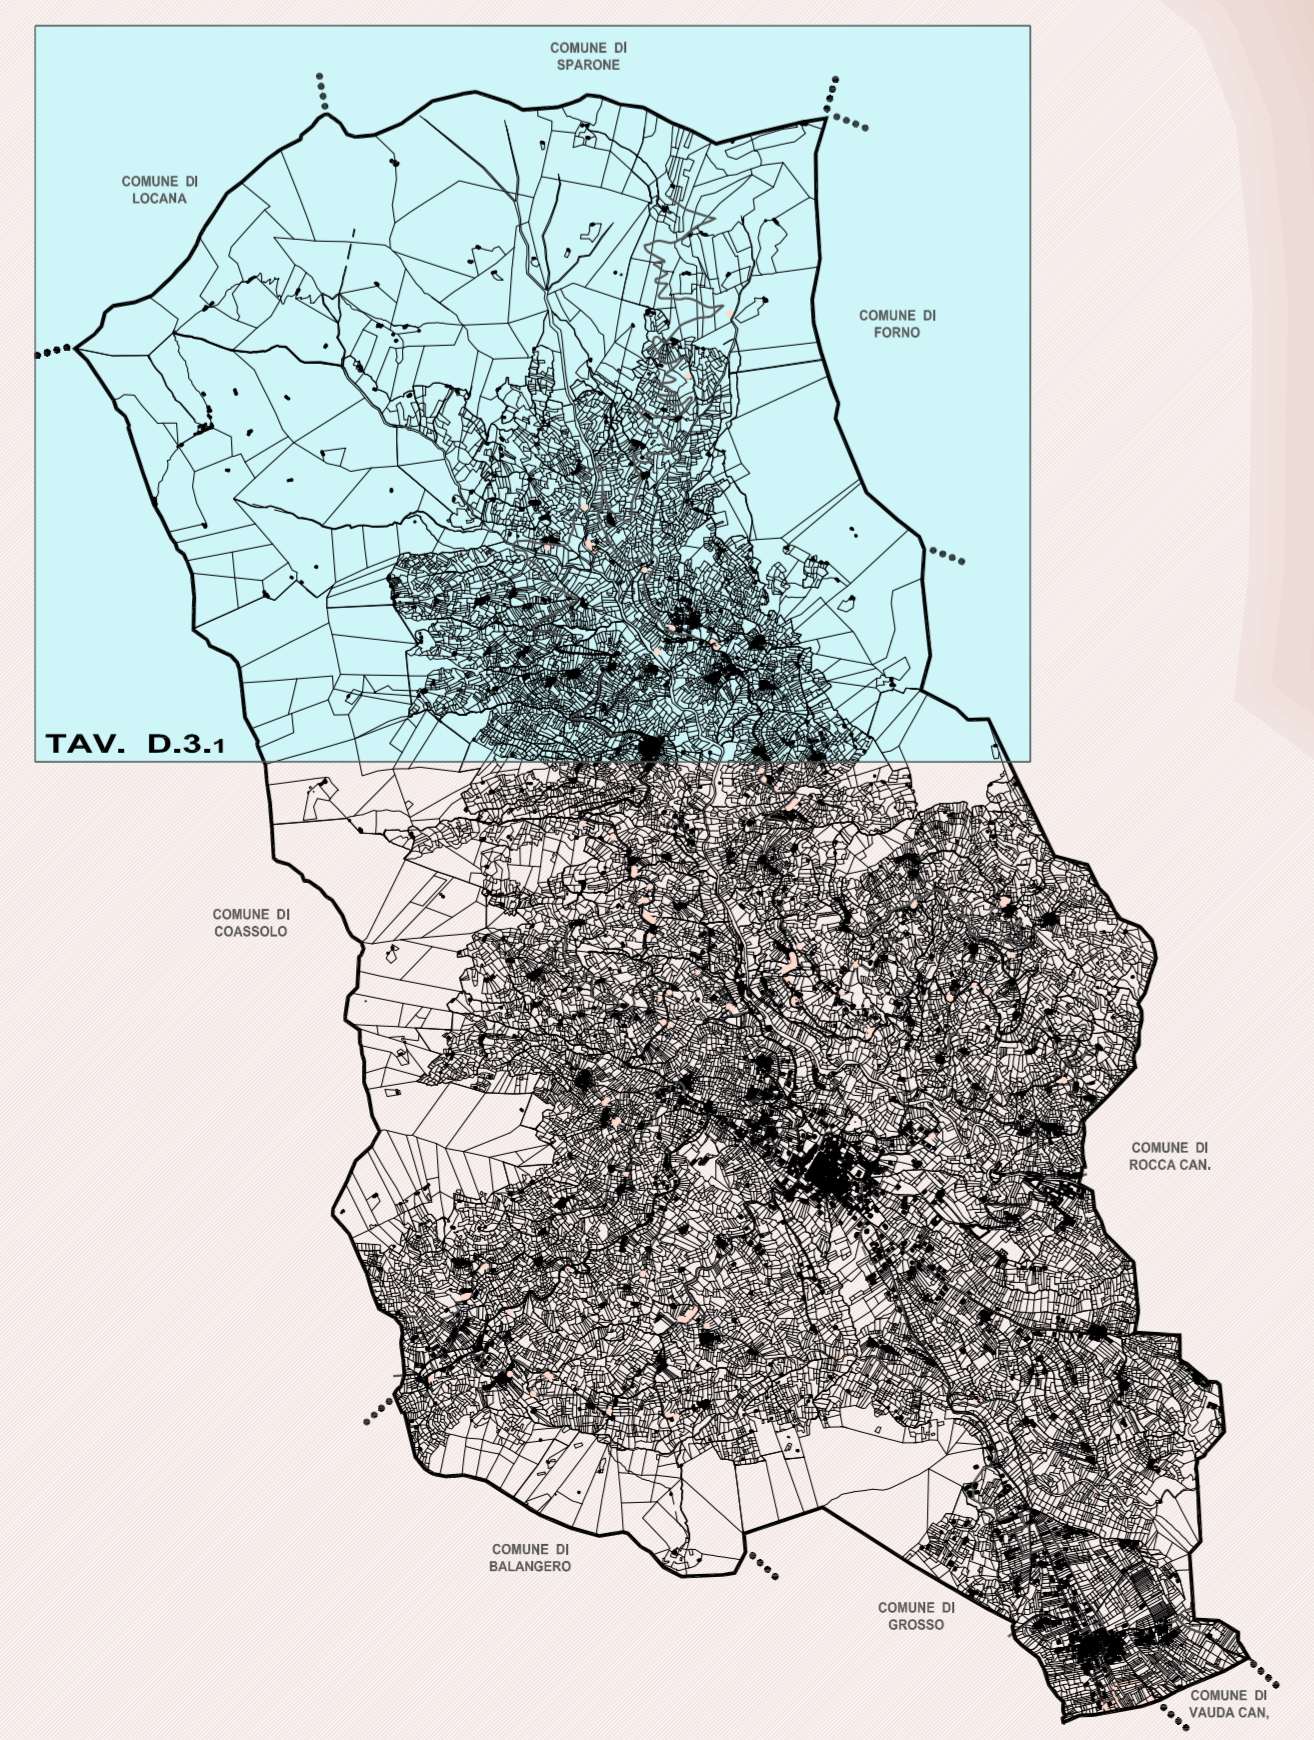 COMUNE DI
SPARONE
COMUNE DI
LOCANA
COMUNE DI
FORNO
TAV. D.3.1
COMUNE DI
COASSOLO
COMUNE DI
ROCCA CAN.
COMUNE DI
BALANGERO
COMUNE DI
GROSSO
COMUNE DI
VAUDA CAN,